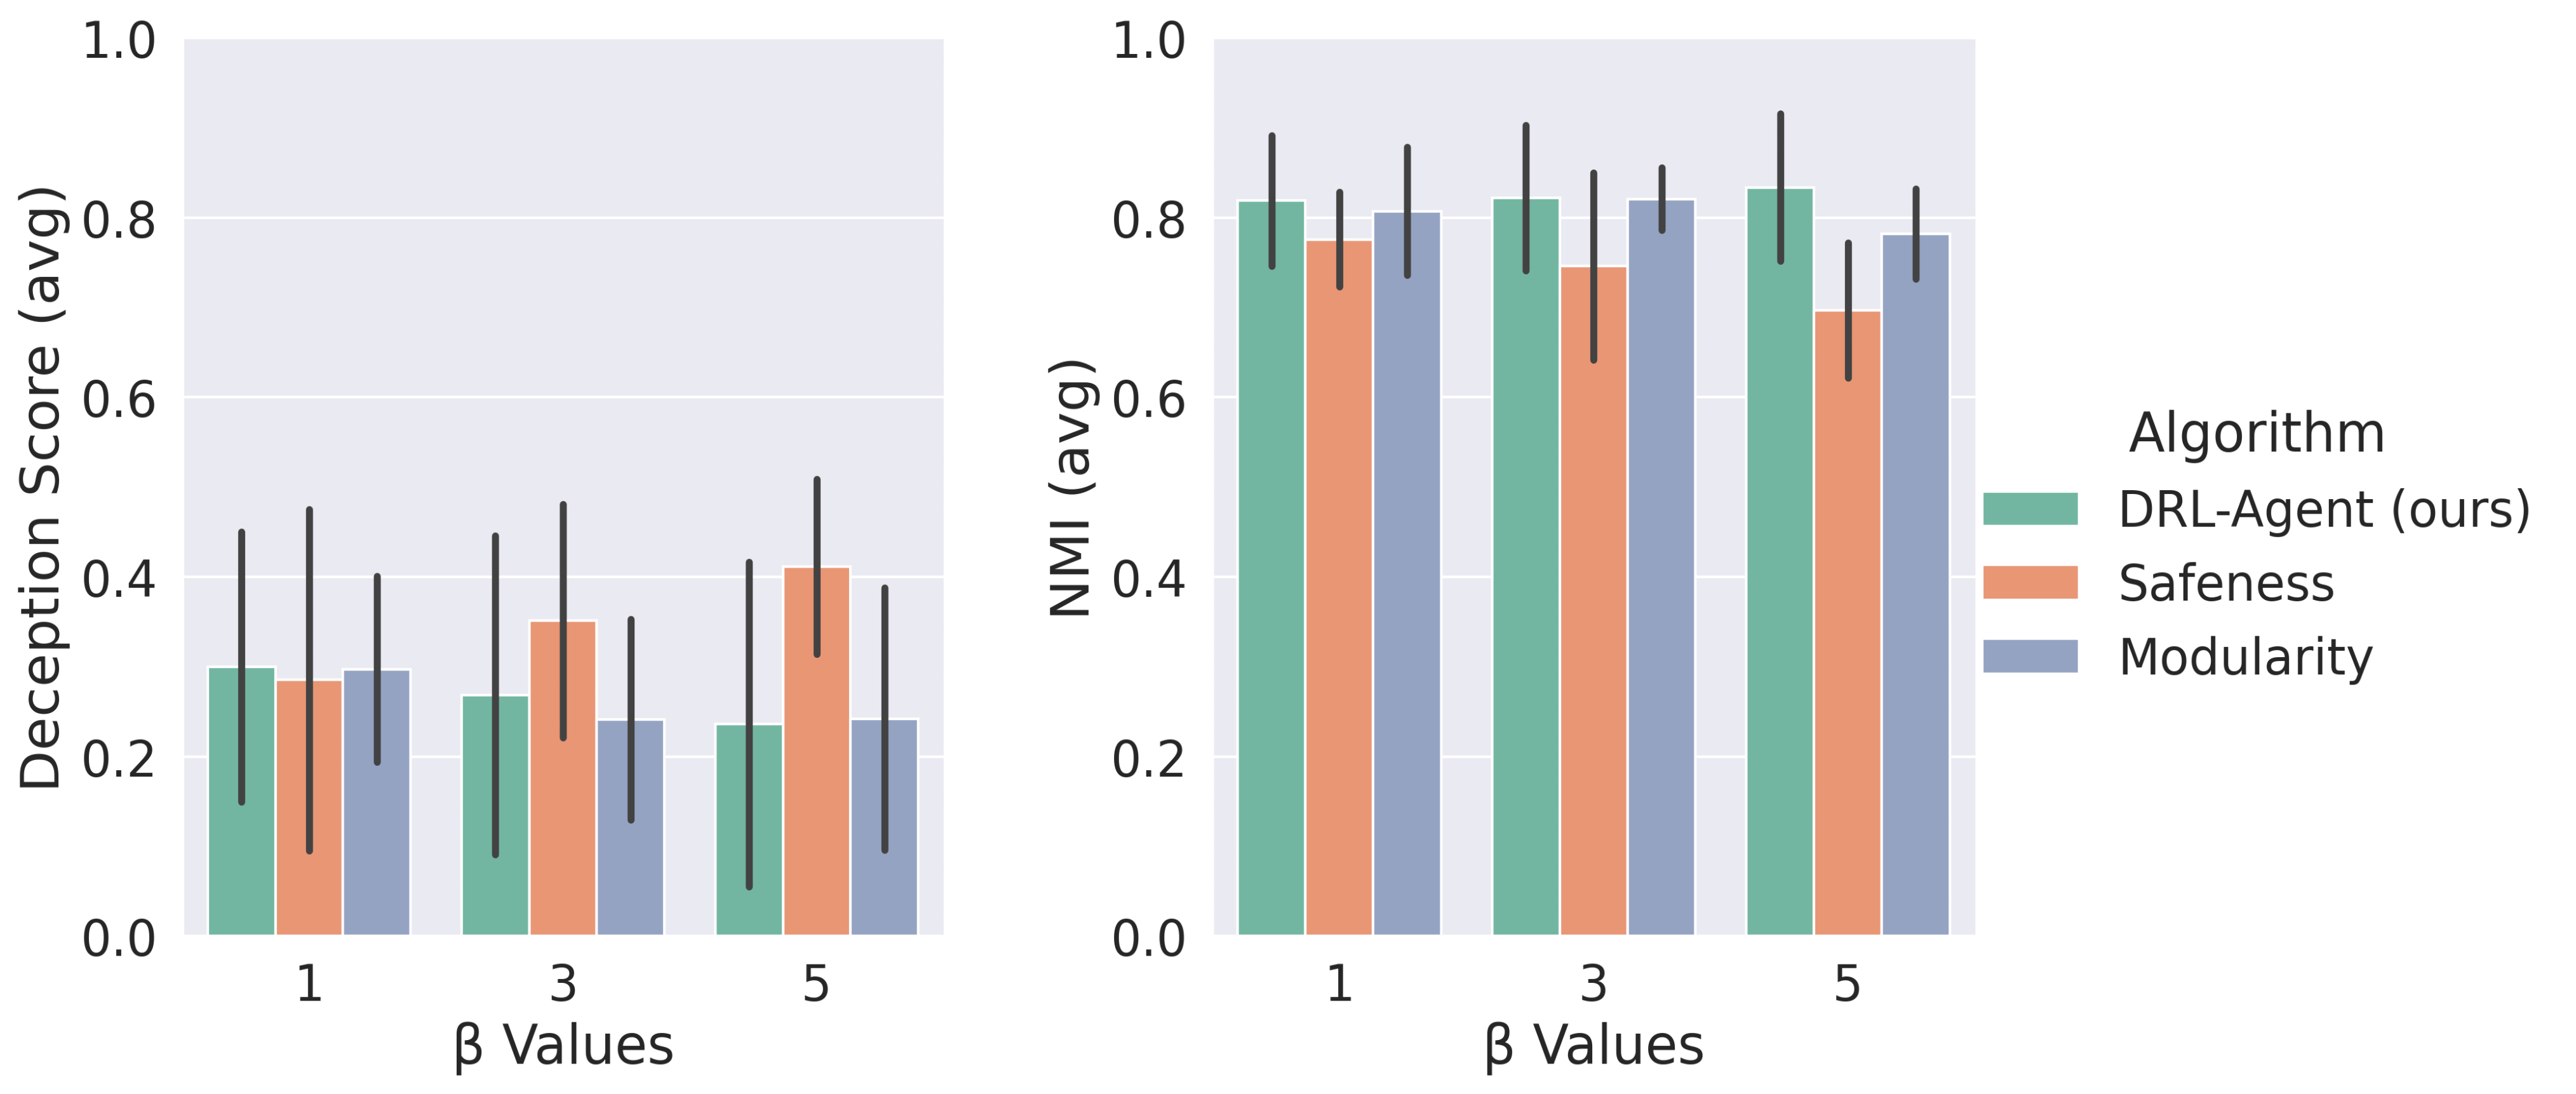 Deception Score (avg)
1.0
0.8
0.6
0.4
0.2
0.0
1 3 5
β Values
NMI (avg)
1.0
0.8
0.6
0.4
0.2
0.0
1 3 5
β Values
Algorithm
DRL-Agent (ours)
Safeness
Modularity